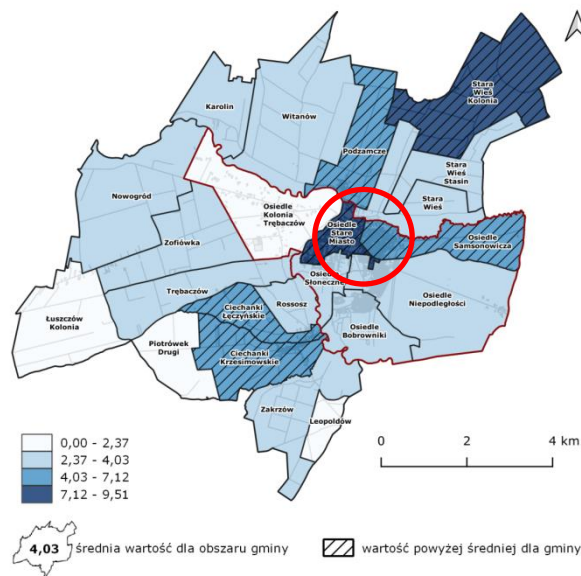 Stara
Wieś
Kolonia
Karolin
Witanów
Podzamcze
Stara
Wieś
Stasin
Nowogród
Osiedle
Kolonia
Trębaczów
Stara
Wieś
Osiedle
Stare
Miasto
Osiedle
Samsonowicza
Zofiówka
Osiedle
Słoneczne
Trębaczów
Osiedle
Niepodległości
Łuszczów
Kolonia
Ciechanki
Łęczyńskie
Rossosz
Piotrówek
Drugi
Osiedle
Bobrowniki
Ciechanki
Krzesimowskie
Zakrzów
Leopoldów
0,00 - 2,37
2,37 - 4,03
4,03 - 7,12
7,12 - 9,51
0 2 4 km
4,03 średnia wartość dla obszaru gminy
wartość powyżej średniej dla gminy